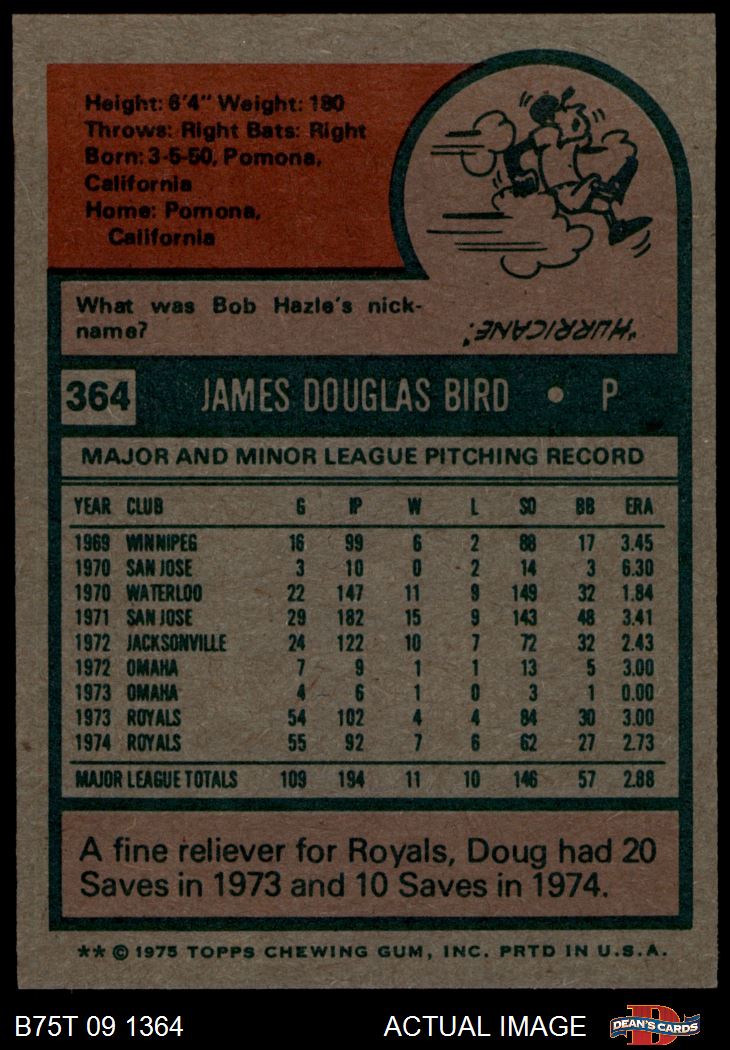 Height: 6'4" Weight: 180
Throws: Right Bats: Right
Born: 3-5-50, Pomona,
California
Home: Pomona,
California
What was Bob Hazle's nick-
name?
"HURRICANE".
364 JAMES DOUGLAS BIRD • P
MAJOR AND MINOR LEAGUE PITCHING RECORD
YEAR CLUB G IP W L SO BB ERA
1969 WINNIPEG 16 99 6 2 88 17 3.45
1970 SAN JOSE 3 10 0 2 14 3 6.30
1970 WATERLOO 22 147 11 9 149 32 1.84
1971 SAN JOSE 29 182 15 9 143 48 3.41
1972 JACKSONVILLE 24 122 10 7 72 32 2.43
1972 OMAHA 7 9 1 1 13 5 3.00
1973 OMAHA 4 6 1 0 3 1 0.00
1973 ROYALS 54 102 4 4 84 30 3.00
1974 ROYALS 55 92 7 6 62 27 2.73
MAJOR LEAGUE TOTALS 109 194 11 10 146 57 2.88
A fine reliever for Royals, Doug had 20
Saves in 1973 and 10 Saves in 1974.
** © 1975 TOPPS CHEWING GUM, INC. PRTD IN U.S.A.
B75T 09 1364 ACTUAL IMAGE D DEAN'S CARDS